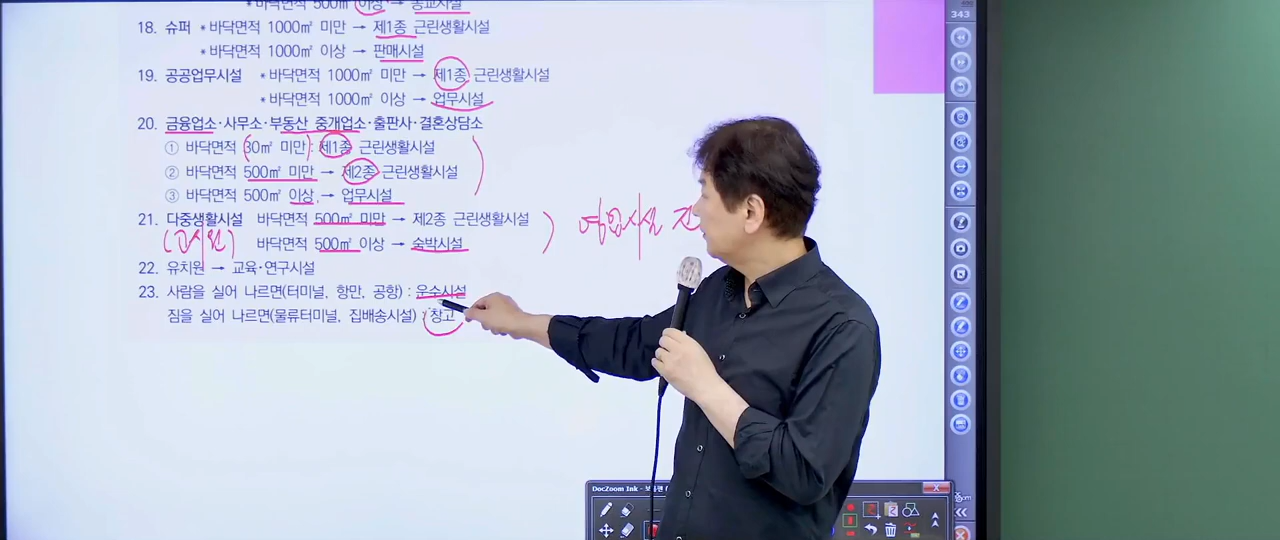 * 바닥면적 500㎡ 이상 → 종교시설
343
18. 슈퍼 * 바닥면적 1000㎡ 미만 → 제1종 근린생활시설
* 바닥면적 1000㎡ 이상 → 판매시설
19. 공공업무시설 * 바닥면적 1000㎡ 미만 → 제1종 근린생활시설
* 바닥면적 1000㎡ 이상 → 업무시설
20. 금융업소·사무소·부동산 중개업소·출판사·결혼상담소
① 바닥면적 30㎡ 미만 : 제1종 근린생활시설
② 바닥면적 500㎡ 미만 → 제2종 근린생활시설
③ 바닥면적 500㎡ 이상 → 업무시설
21. 다중생활시설 바닥면적 500㎡ 미만 → 제2종 근린생활시설
(고시원) 바닥면적 500㎡ 이상 → 숙박시설
22. 유치원 → 교육·연구시설
23. 사람을 실어 나르면(터미널, 항만, 공항) : 운수시설
짐을 실어 나르면(물류터미널, 집배송시설) : 창고
DocZoom Ink -